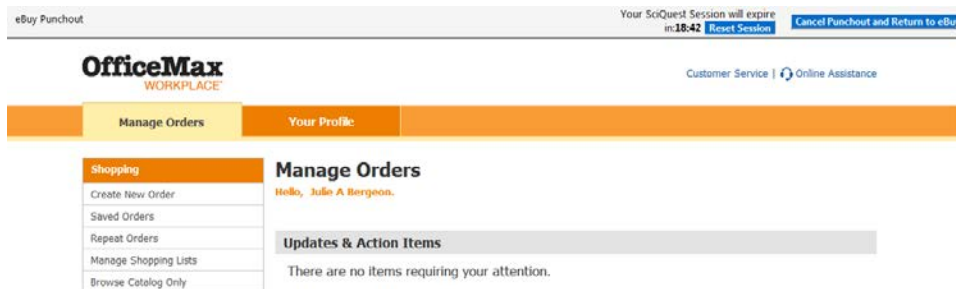 eBuy Punchout
Your SciQuest Session will expire
in:18:42 Reset Session
Cancel Punchout and Return to eBu
OfficeMax
WORKPLACE
Customer Service | Online Assistance
Manage Orders
Your Profile
Shopping
Create New Order
Saved Orders
Repeat Orders
Manage Shopping Lists
Browse Catalog Only
Manage Orders
Hello, Julie A Bergeon.
Updates & Action Items
There are no items requiring your attention.